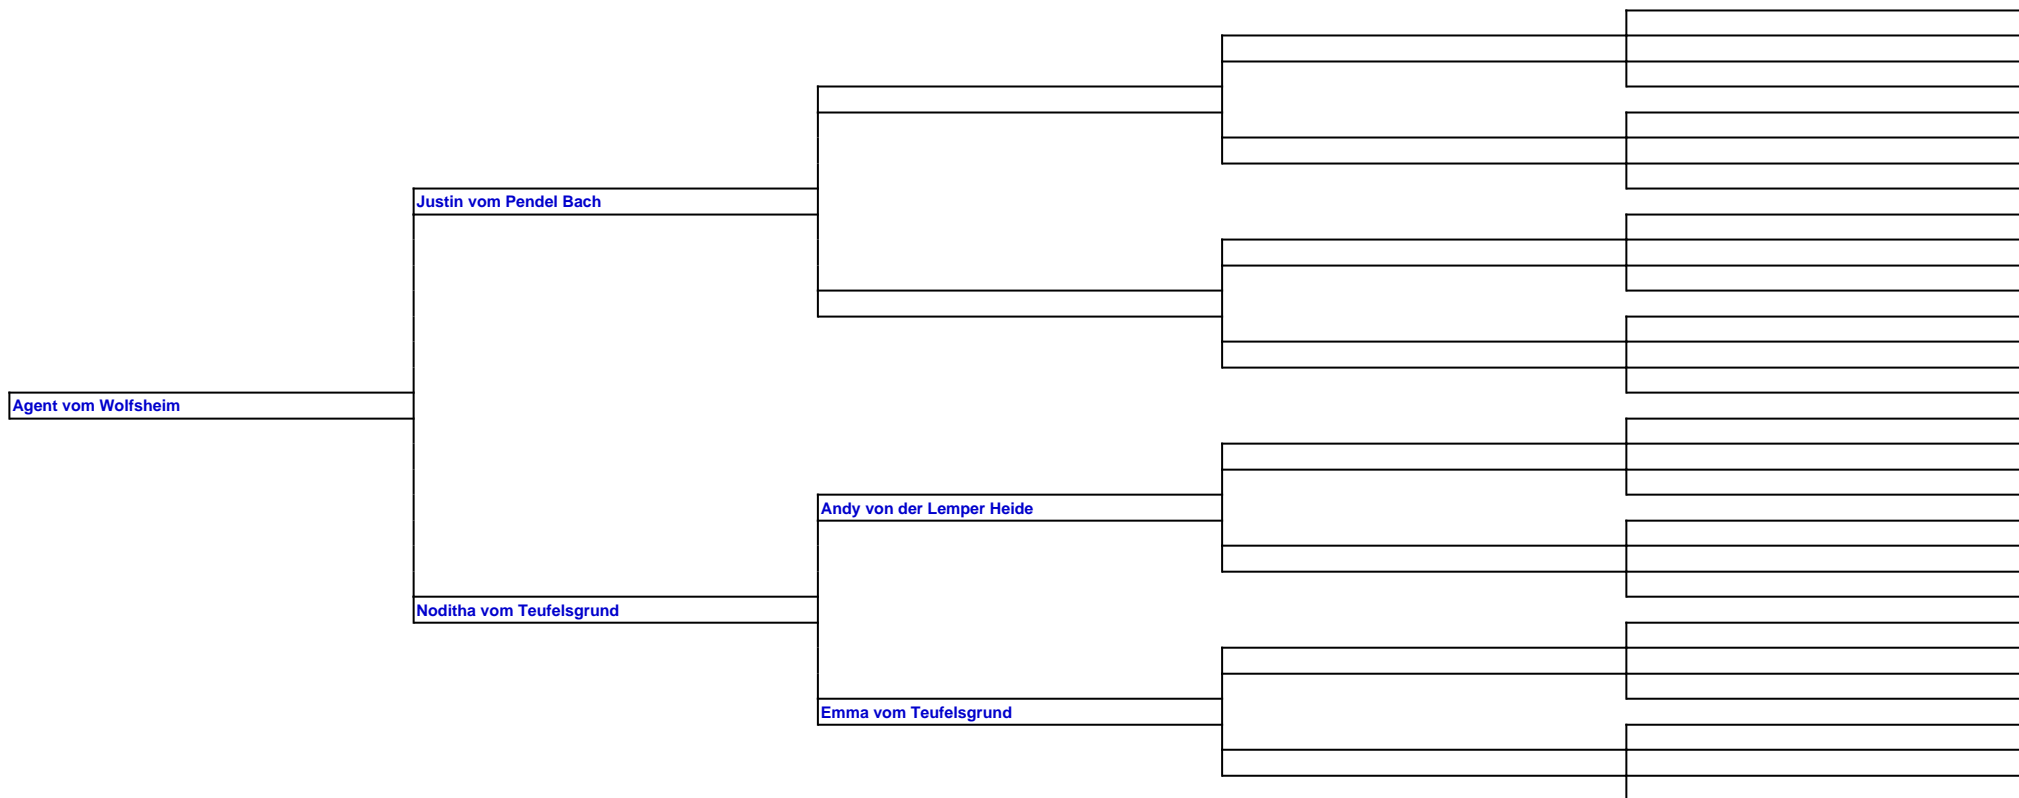 Justin vom Pendel Bach
Agent vom Wolfsheim
Andy von der Lemper Heide
Noditha vom Teufelsgrund
Emma vom Teufelsgrund